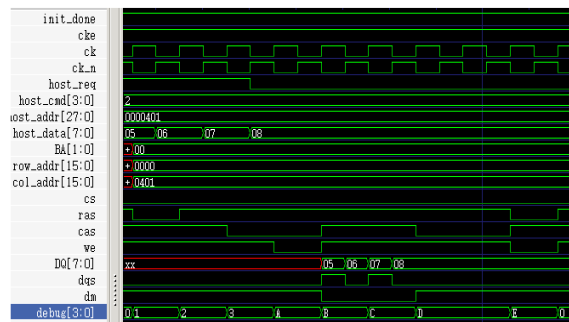 init_done
cke
ck
ck_n
host_req
host_cmd[3:0] 2
ost_addr[27:0] 0000401
host_data[7:0] 05 06 07 08
BA[1:0] + 00
row_addr[15:0] + 0000
col_addr[15:0] + 0401
cs
ras
cas
we
DQ[7:0] xx 05 06 07 08
dqs
dm
debug[3:0] 0 1 2 3 A B C D E 0